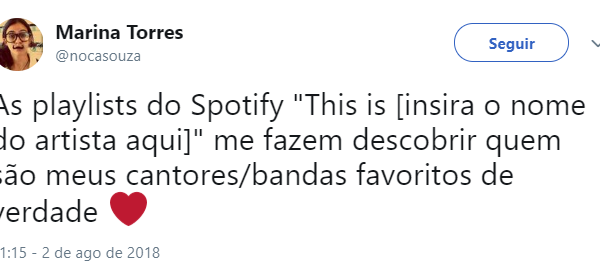 Marina Torres
@nocasouza
Seguir
As playlists do Spotify "This is [insira o nome
do artista aqui]" me fazem descobrir quem
são meus cantores/bandas favoritos de
verdade ❤
1:15 - 2 de ago de 2018